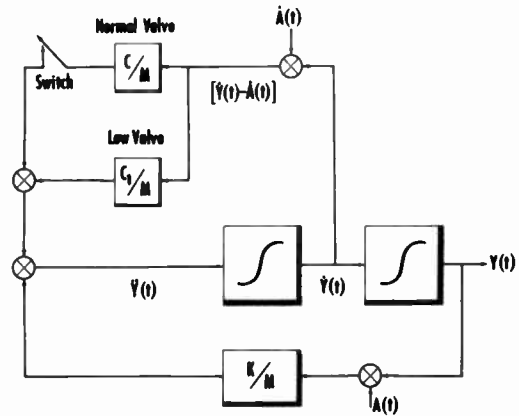 Normal Valve
Ȧ(t)
C/M
Switch
[Ẏ(t)-Ȧ(t)]
Low Valve
C₁/M
Ÿ(t)
Ẏ(t)
Y(t)
K/M
A(t)